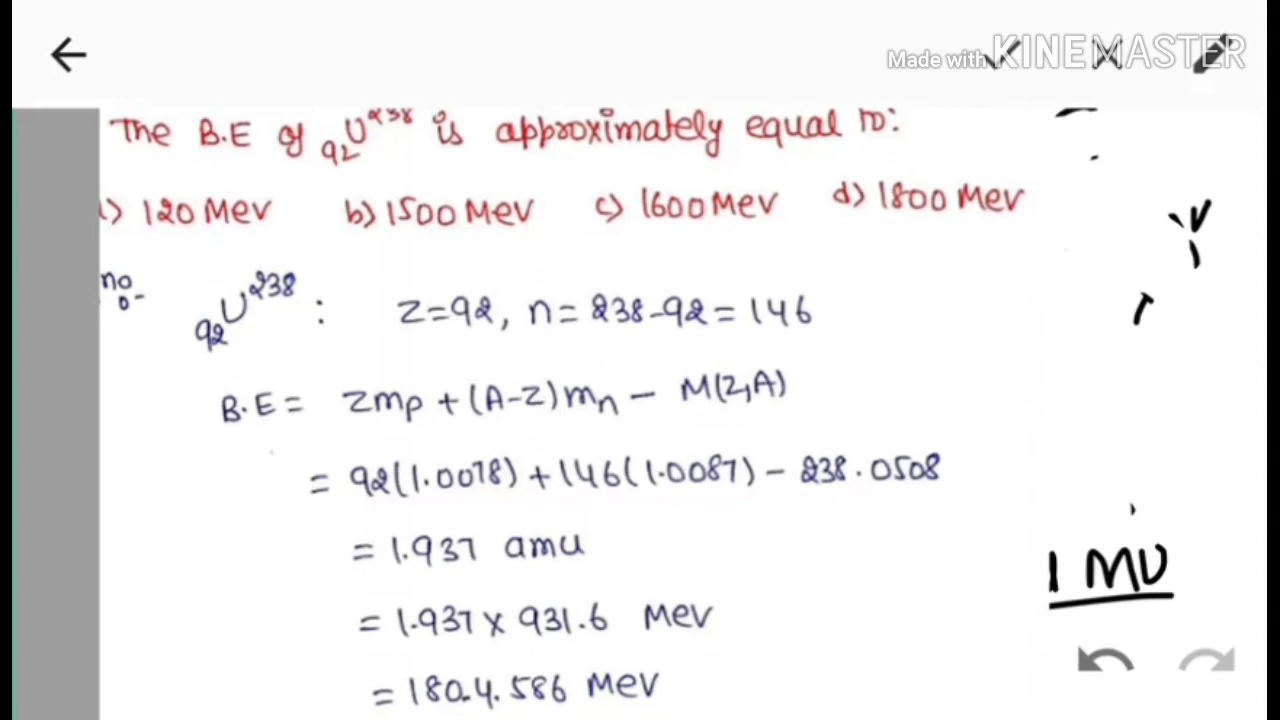 Made with KINEMASTER
The B.E of ₉₂U²³⁸ is approximately equal to:
a) 120 MeV b) 1500 MeV c) 1600 MeV d) 1800 MeV
₉₂U²³⁸ : Z=92, n= 238-92= 146
B.E = Zmp + (A-Z)mn - M(Z,A)
= 92(1.0078) + 146(1.0087) - 238.0508
= 1.937 amu
1 MU
= 1.937 x 931.6 MeV
= 1804.586 MeV